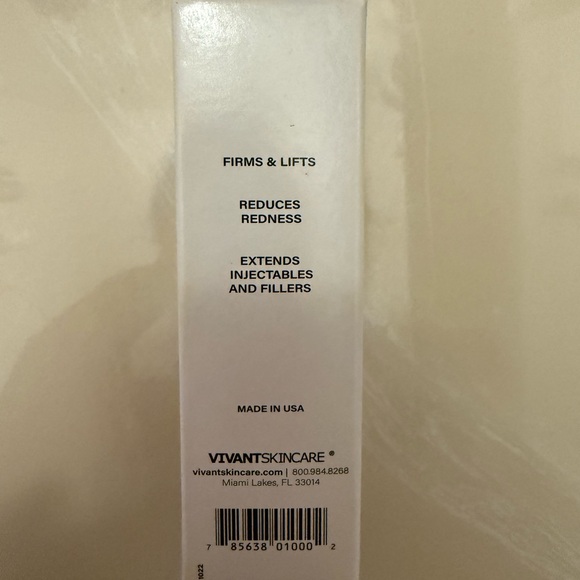 FIRMS & LIFTS
REDUCES
REDNESS
EXTENDS
INJECTABLES
AND FILLERS
MADE IN USA
VIVANTSKINCARE ®
vivantskincare.com | 800.984.8268
Miami Lakes, FL 33014
7 85638 01000 2
1022